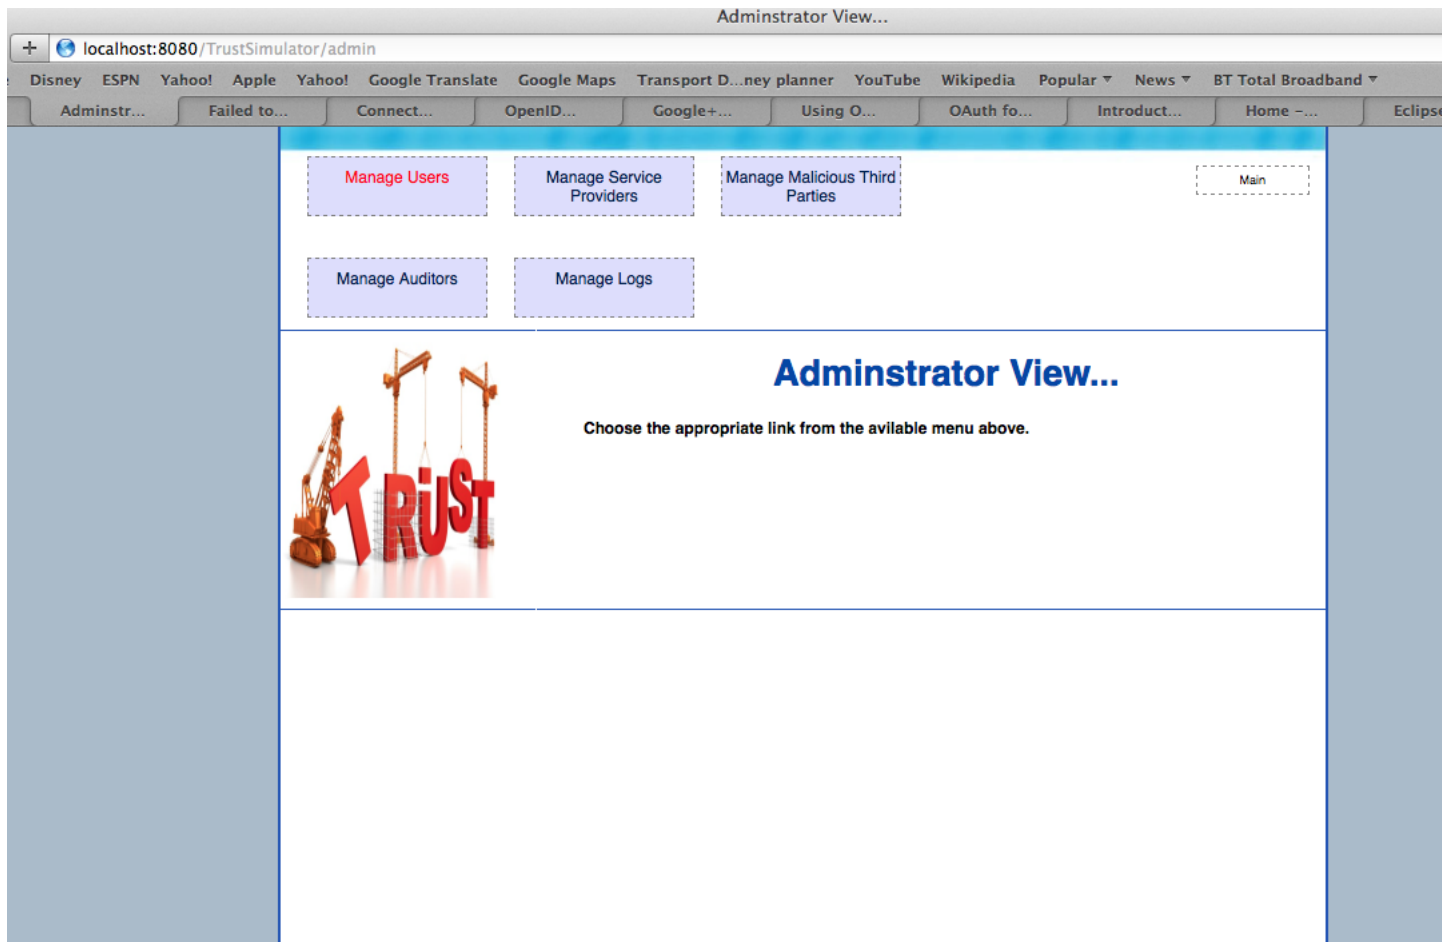 Adminstrator View...
localhost:8080/TrustSimulator/admin
Disney ESPN Yahoo! Apple Yahoo! Google Translate Google Maps Transport D...ney planner YouTube Wikipedia Popular News BT Total Broadband
Adminstr... Failed to... Connect... OpenID... Google+... Using O... OAuth fo... Introduct... Home –... Eclipse
Manage Users
Manage Service
Providers
Manage Malicious Third
Parties
Main
Manage Auditors
Manage Logs
TRUST
Adminstrator View...
Choose the appropriate link from the avilable menu above.